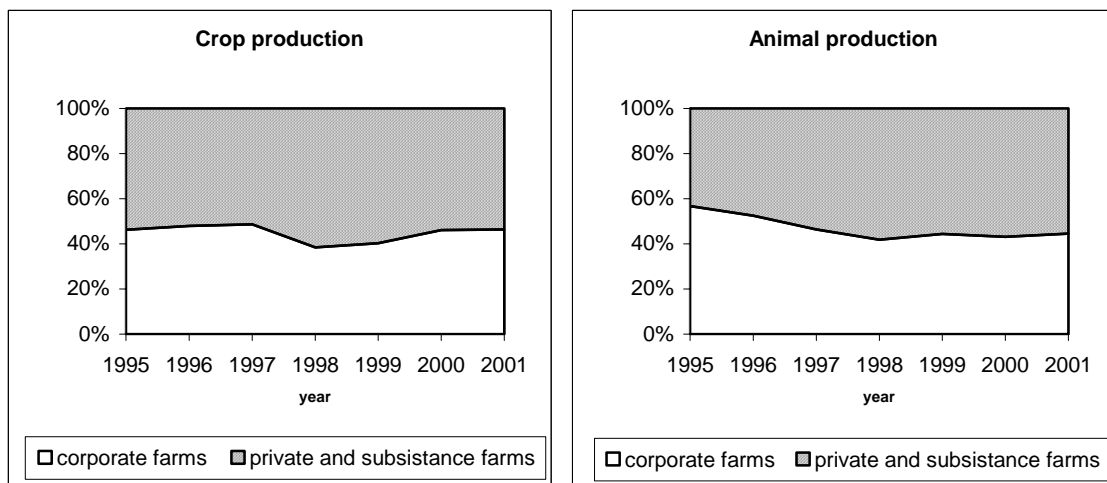 Crop production
100%
80%
60%
40%
20%
0%
1995 1996 1997 1998 1999 2000 2001
year
corporate farms private and subsistance farms
Animal production
100%
80%
60%
40%
20%
0%
1995 1996 1997 1998 1999 2000 2001
year
corporate farms private and subsistance farms